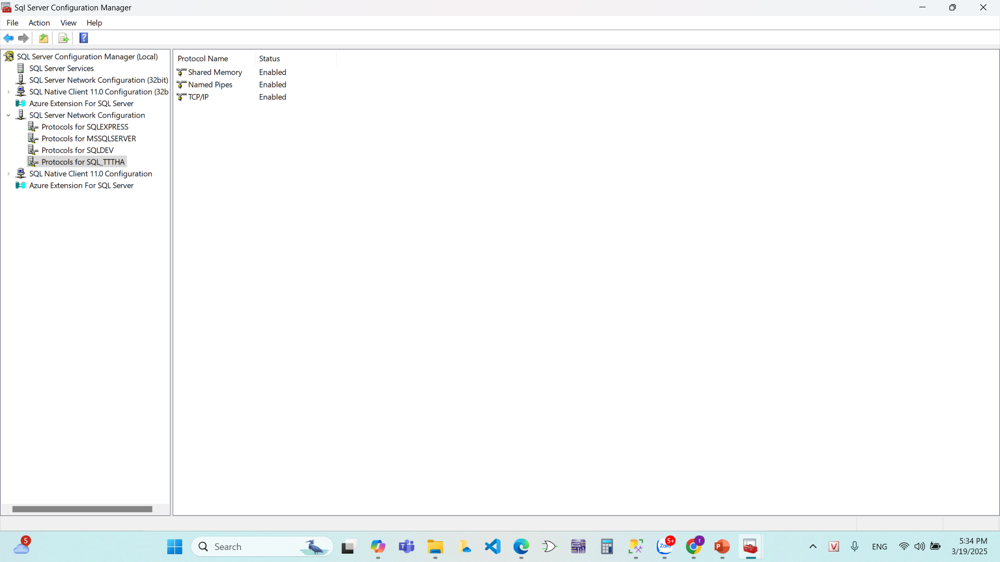 Sql Server Configuration Manager
File Action View Help
SQL Server Configuration Manager (Local)
SQL Server Services
SQL Server Network Configuration (32bit)
SQL Native Client 11.0 Configuration (32b
Azure Extension For SQL Server
SQL Server Network Configuration
Protocols for SQLEXPRESS
Protocols for MSSQLSERVER
Protocols for SQLDEV
Protocols for SQL_TTTHA
SQL Native Client 11.0 Configuration
Azure Extension For SQL Server
Protocol Name Status
Shared Memory Enabled
Named Pipes Enabled
TCP/IP Enabled
5
Search
Zalo
5+
t
P
V
ENG
5:34 PM
3/19/2025